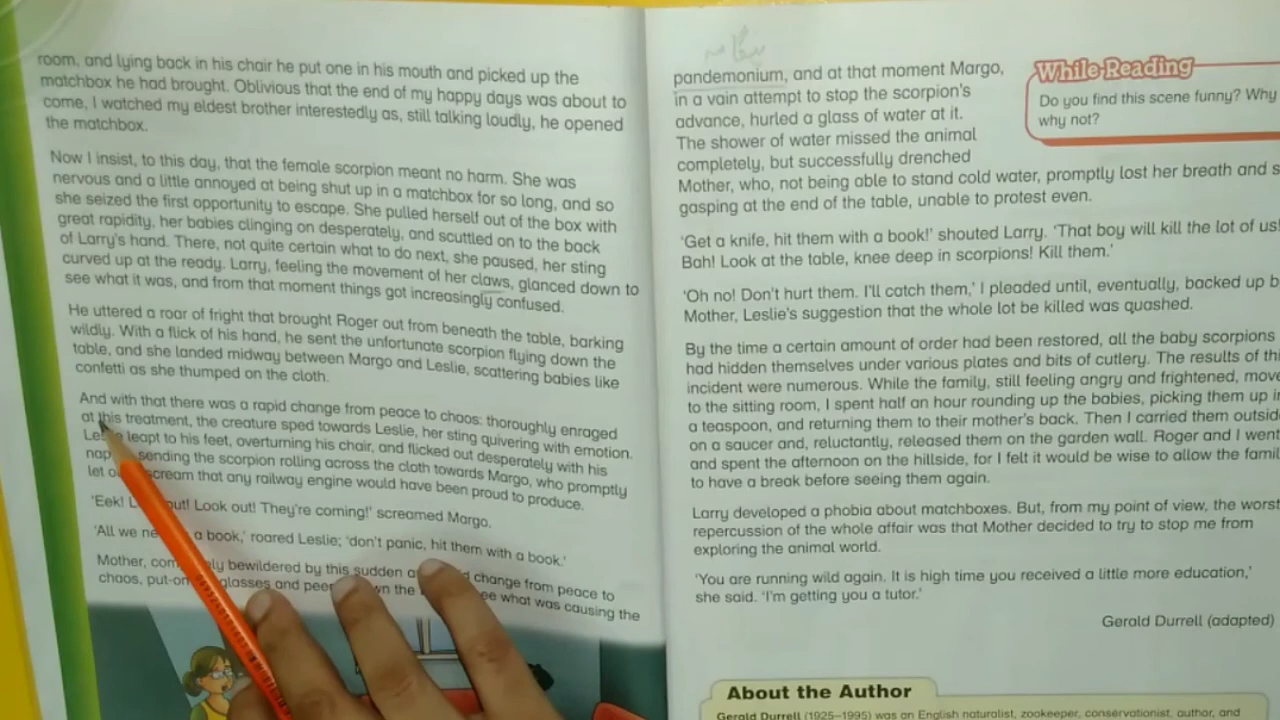 room, and lying back in his chair he put one in his mouth and picked up the
matchbox he had brought. Oblivious that the end of my happy days was about to
come, I watched my eldest brother interestedly as, still talking loudly, he opened
the matchbox.
Now I insist, to this day, that the female scorpion meant no harm. She was
nervous and a little annoyed at being shut up in a matchbox for so long, and so
she seized the first opportunity to escape. She pulled herself out of the box with
great rapidity, her babies clinging on desperately, and scuttled on to the back
of Larry's hand. There, not quite certain what to do next, she paused, her sting
curved up at the ready. Larry, feeling the movement of her claws, glanced down to
see what it was, and from that moment things got increasingly confused.
He uttered a roar of fright that brought Roger out from beneath the table, barking
wildly. With a flick of his hand, he sent the unfortunate scorpion flying down the
table, and she landed midway between Margo and Leslie, scattering babies like
confetti as she thumped on the cloth.
And with that there was a rapid change from peace to chaos: thoroughly enraged
at this treatment, the creature sped towards Leslie, her sting quivering with emotion.
leapt to his feet, overturning his chair, and flicked out desperately with his
sending the scorpion rolling across the cloth towards Margo, who promptly
let scream that any railway engine would have been proud to produce.
'Eek! Look out! They're coming!' screamed Margo.
'All we a book,' roared Leslie; 'don't panic, hit them with a book.'
Mother, bewildered by this sudden change from peace to
chaos, glasses and the what was causing the
پنگامہ
pandemonium, and at that moment Margo,
in a vain attempt to stop the scorpion's
advance, hurled a glass of water at it.
The shower of water missed the animal
completely, but successfully drenched
Mother, who, not being able to stand cold water, promptly lost her breath and
gasping at the end of the table, unable to protest even.
While Reading
Do you find this scene funny? Why
why not?
'Get a knife, hit them with a book!' shouted Larry. 'That boy will kill the lot of us!
Bah! Look at the table, knee deep in scorpions! Kill them.'
'Oh no! Don't hurt them. I'll catch them,' I pleaded until, eventually, backed up
Mother, Leslie's suggestion that the whole lot be killed was quashed.
By the time a certain amount of order had been restored, all the baby scorpions
had hidden themselves under various plates and bits of cutlery. The results of
incident were numerous. While the family, still feeling angry and frightened,
to the sitting room, I spent half an hour rounding up the babies, picking them up
a teaspoon, and returning them to their mother's back. Then I carried them
on a saucer and, reluctantly, released them on the garden wall. Roger and I went
and spent the afternoon on the hillside, for I felt it would be wise to allow the
to have a break before seeing them again.
Larry developed a phobia about matchboxes. But, from my point of view, the worst
repercussion of the whole affair was that Mother decided to try to stop me from
exploring the animal world.
'You are running wild again. It is high time you received a little more education,'
she said. 'I'm getting you a tutor.'
Gerald Durrell (adapted)
About the Author
Gerald Durrell (1925–1995) was an English naturalist, zookeeper, conservationist, author, and